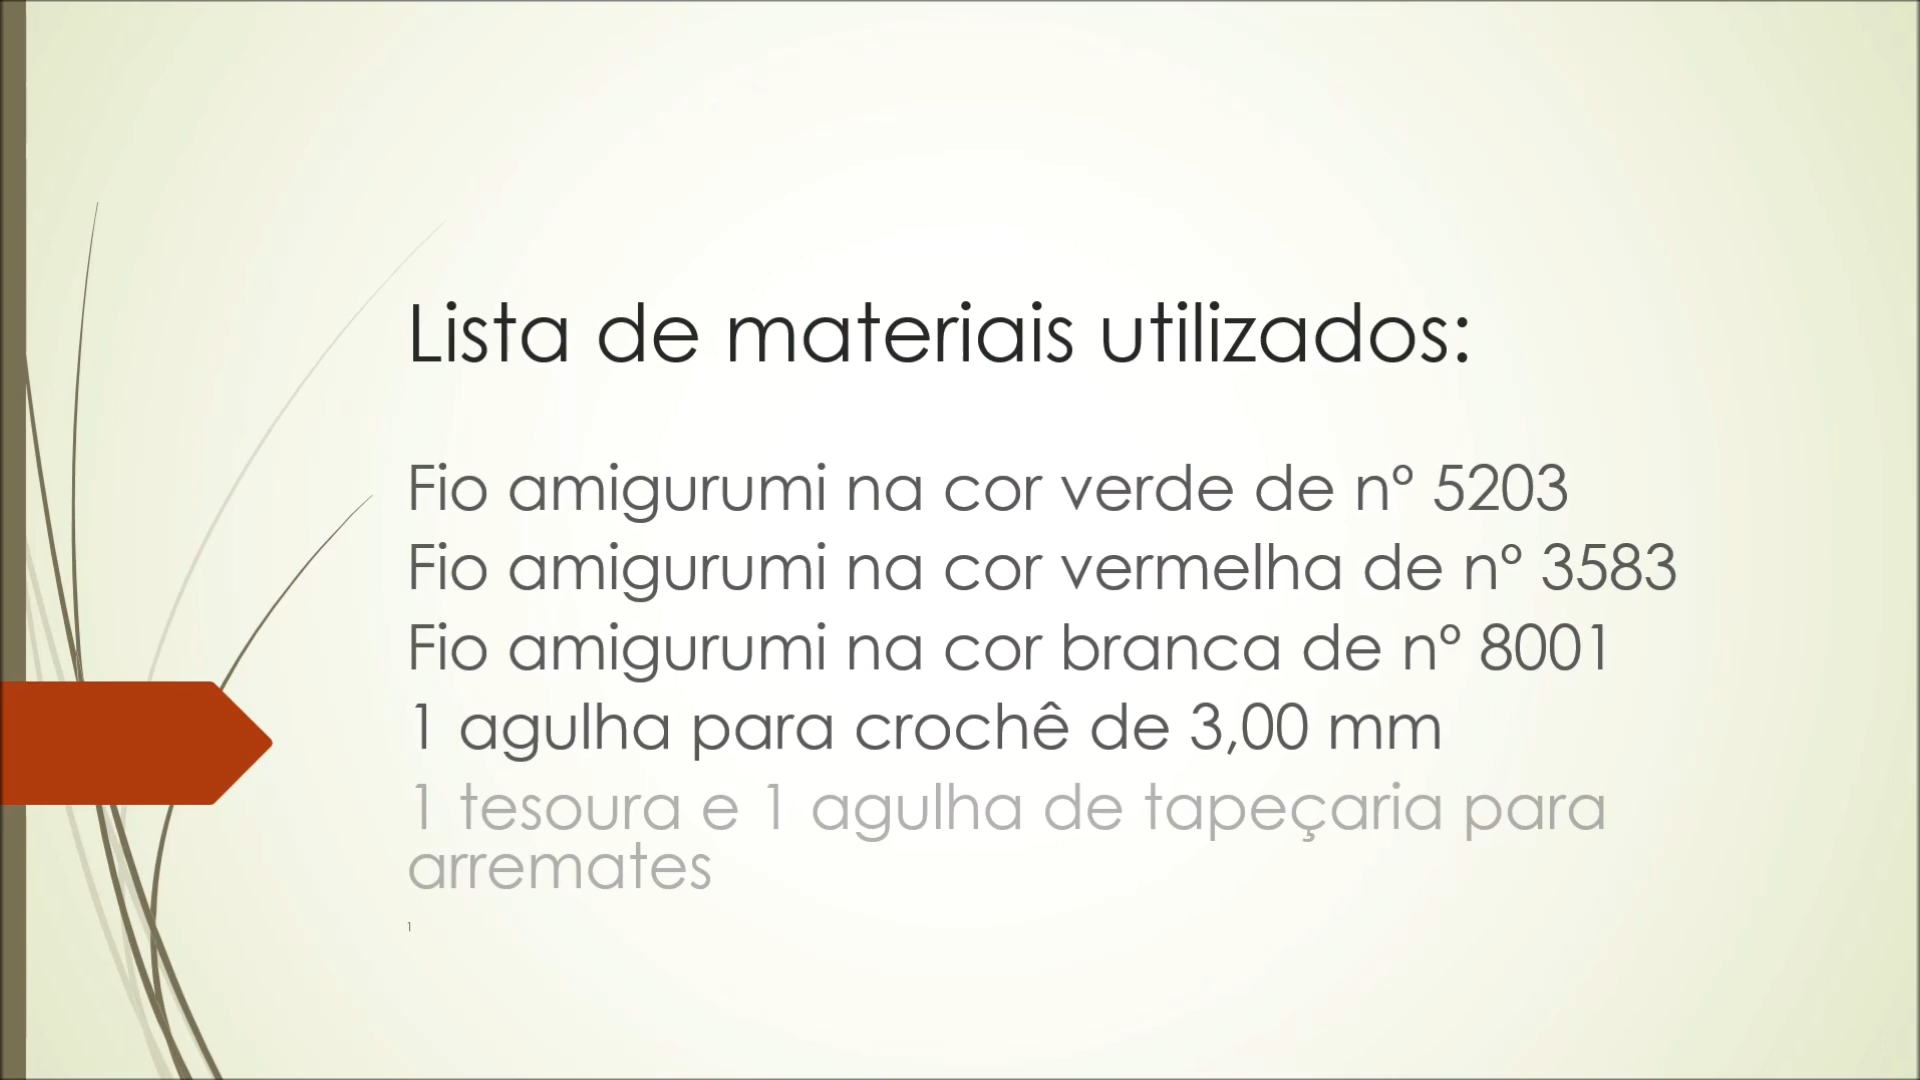 Lista de materiais utilizados:
Fio amigurumi na cor verde de nº 5203
Fio amigurumi na cor vermelha de nº 3583
Fio amigurumi na cor branca de nº 8001
1 agulha para crochê de 3,00 mm
1 tesoura e 1 agulha de tapeçaria para
arremates
1